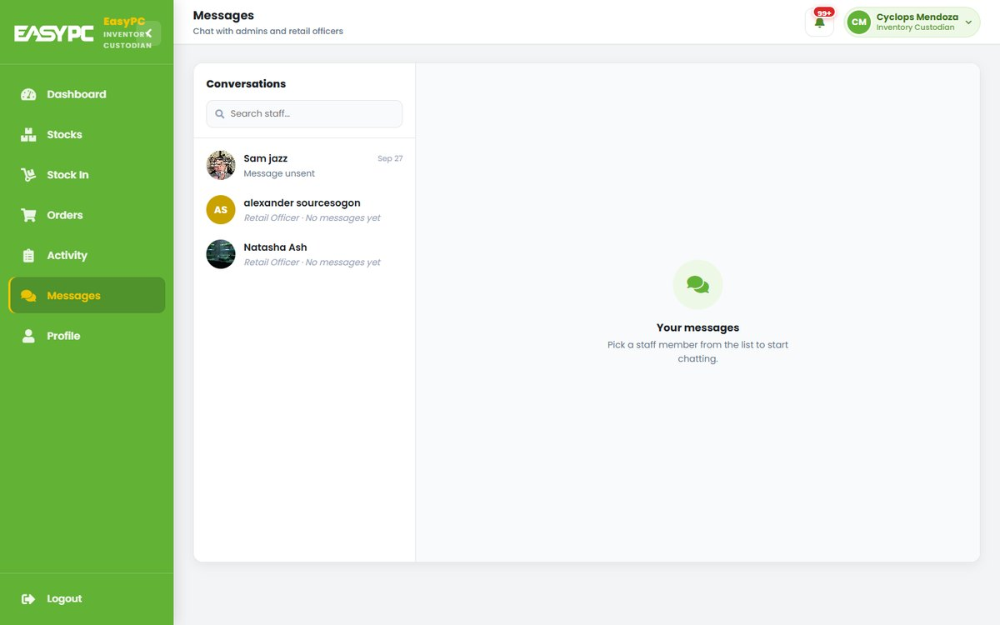 EASYPC
EasyPC
INVENTORY
CUSTODIAN
Dashboard
Stocks
Stock In
Orders
Activity
Messages
Profile
Logout
Messages
Chat with admins and retail officers
99+
CM
Cyclops Mendoza
Inventory Custodian
Conversations
Search staff...
Sam jazz
Sep 27
Message unsent
AS
alexander sourcesogon
Retail Officer · No messages yet
Natasha Ash
Retail Officer · No messages yet
Your messages
Pick a staff member from the list to start
chatting.